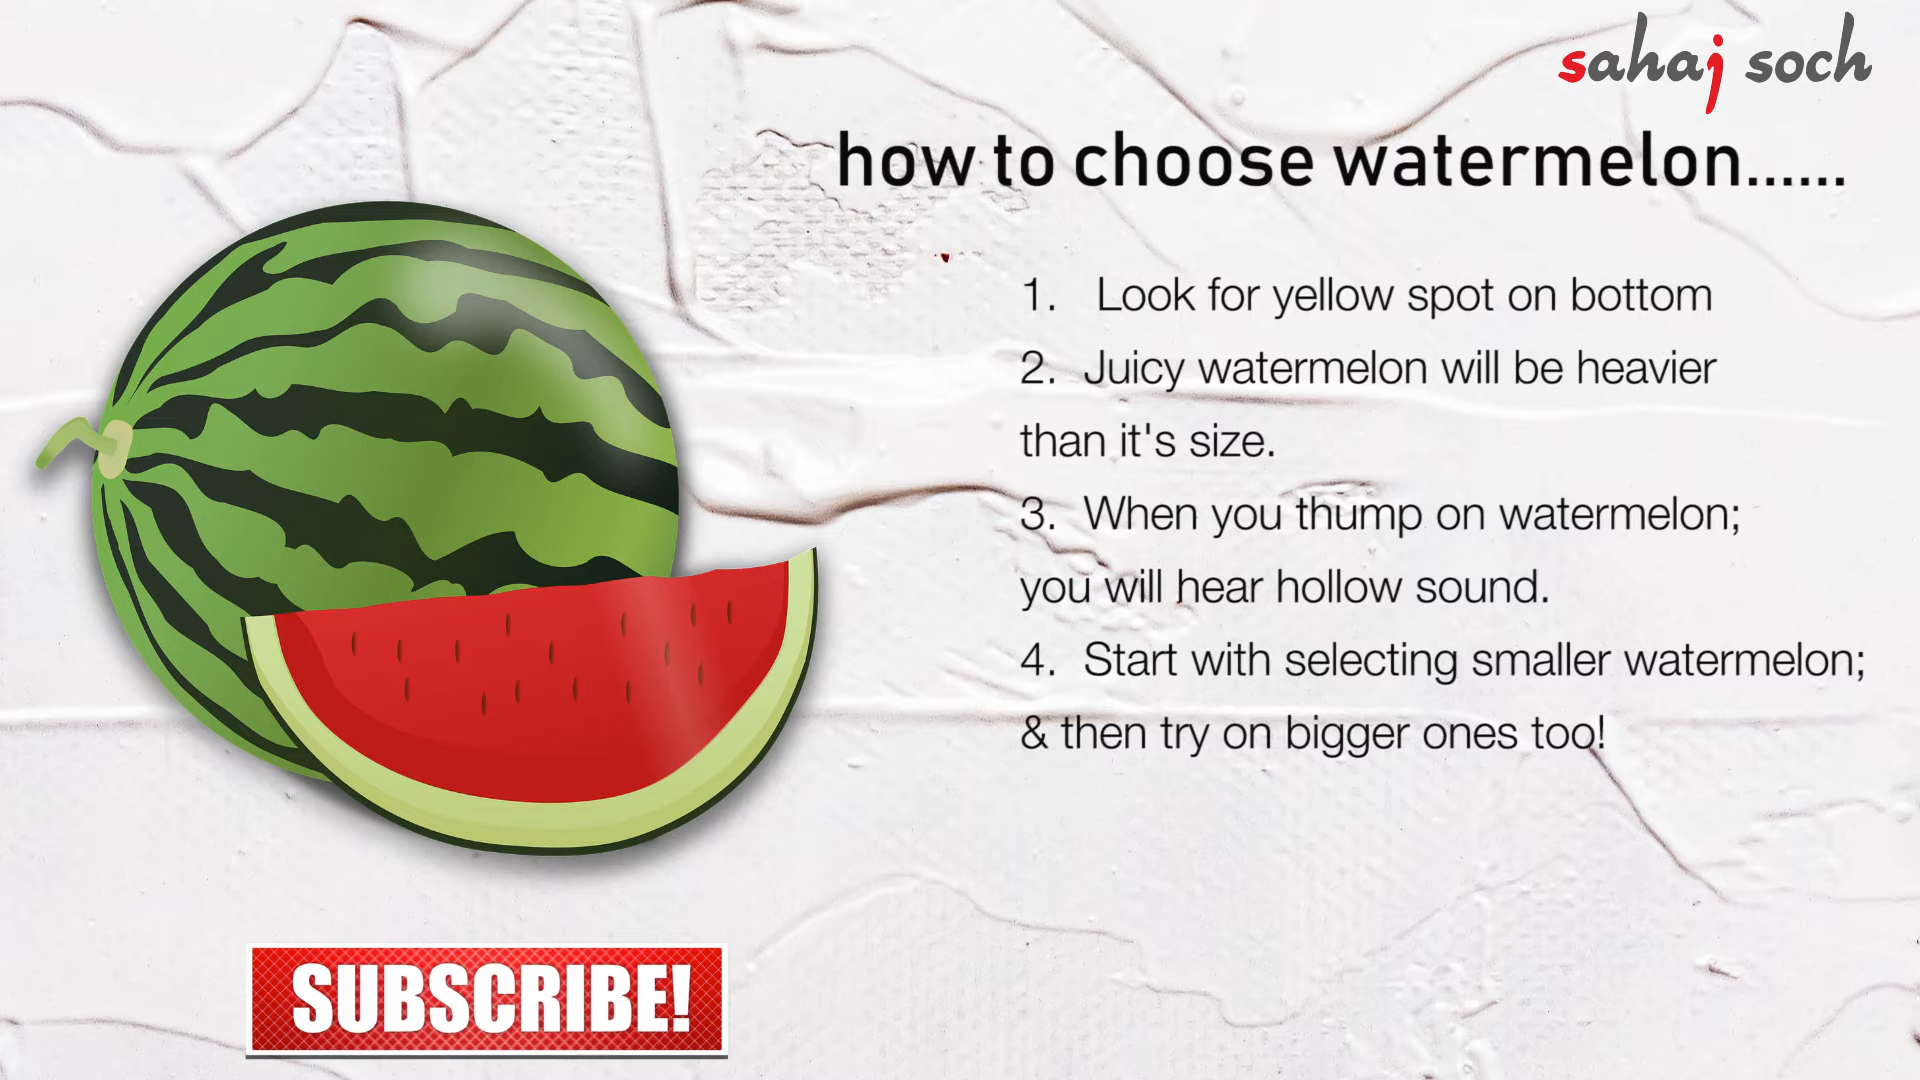 sahaj soch
how to choose watermelon......
1. Look for yellow spot on bottom
2. Juicy watermelon will be heavier
than it's size.
3. When you thump on watermelon;
you will hear hollow sound.
4. Start with selecting smaller watermelon;
& then try on bigger ones too!
SUBSCRIBE!